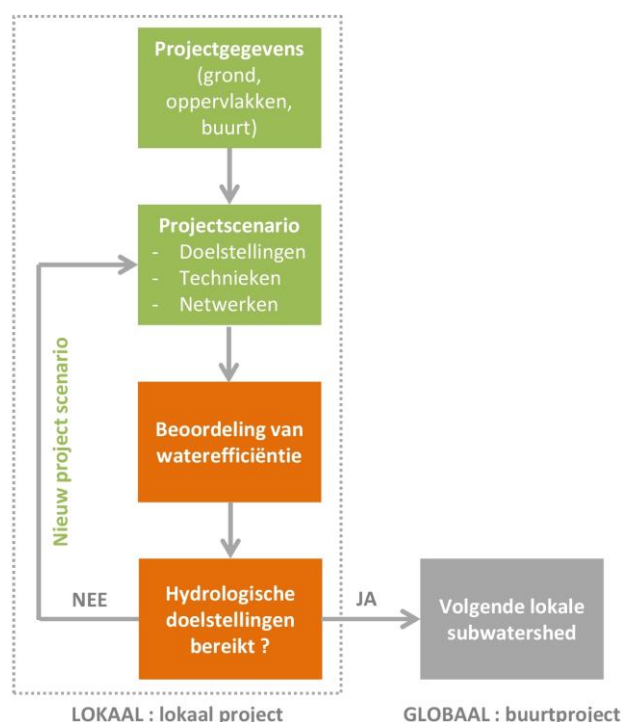 Projectgegevens
(grond,
oppervlakken,
buurt)
Projectscenario
- Doelstellingen
- Technieken
- Netwerken
Nieuw project scenario
Beoordeling van
waterefficiëntie
NEE
Hydrologische
doelstellingen
bereikt ?
JA
Volgende lokale
subwatershed
LOKAAL : lokaal project
GLOBAAL : buurtproject